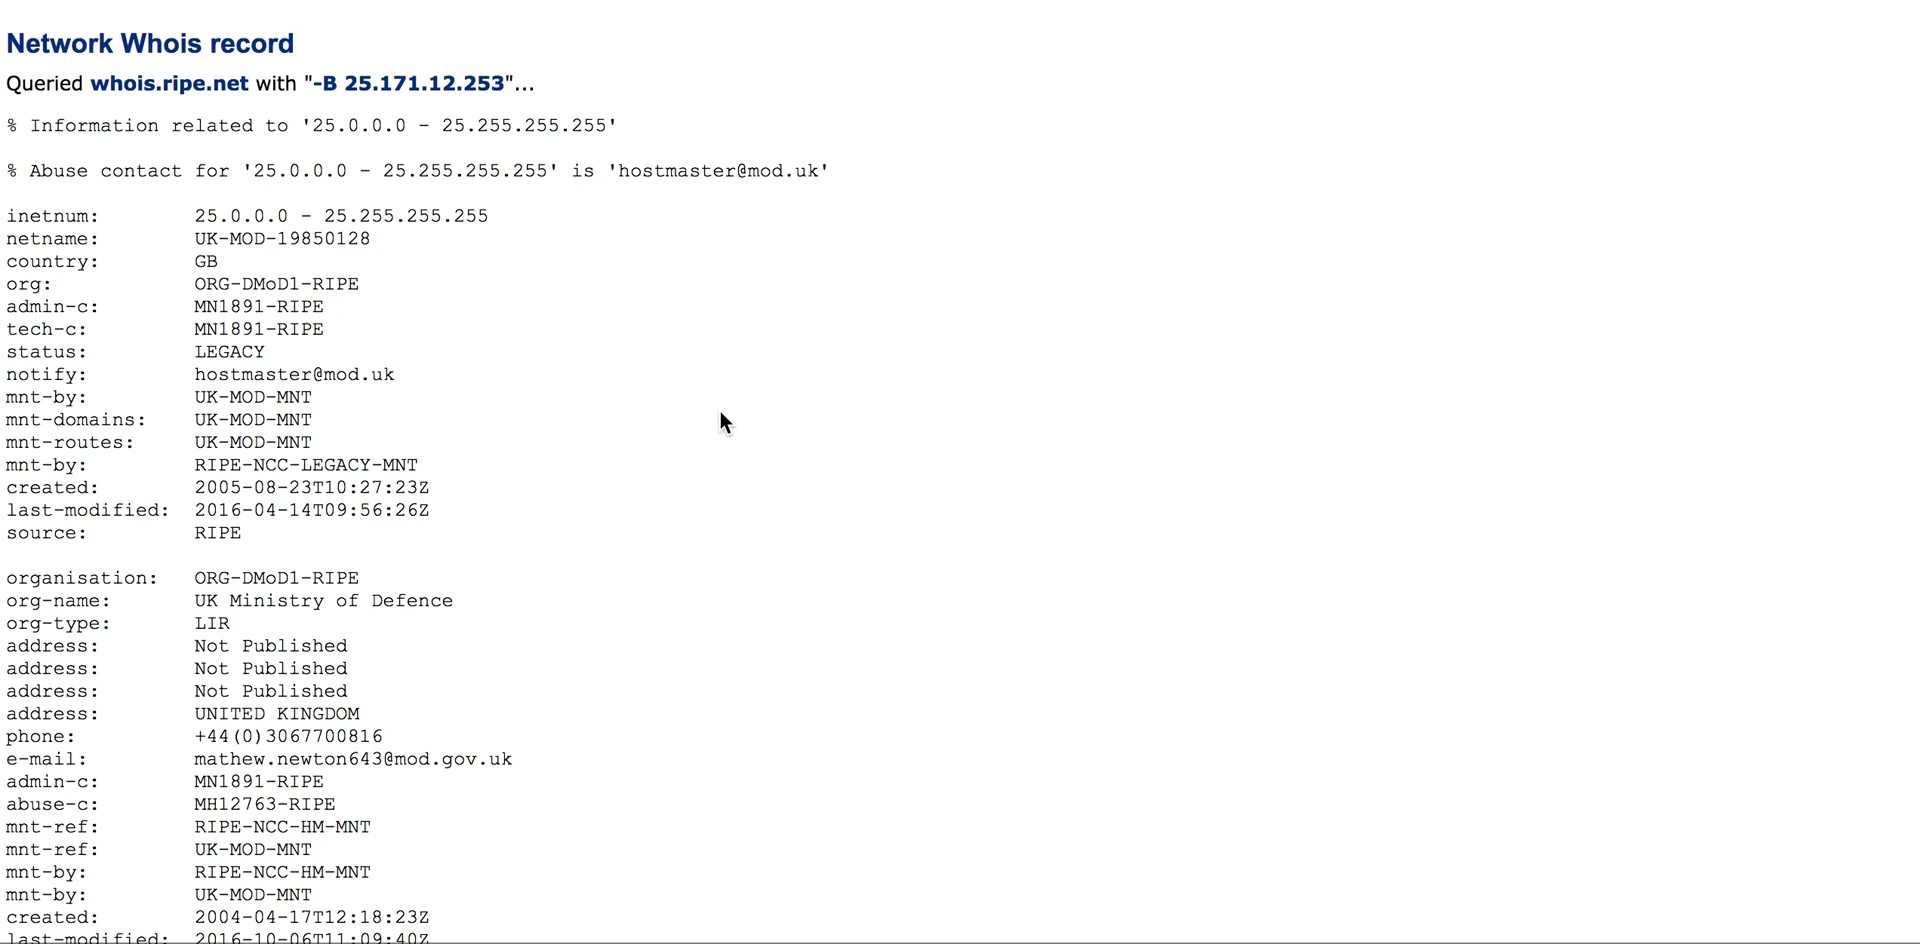 Network Whois record
Queried whois.ripe.net with "-B 25.171.12.253"...
% Information related to '25.0.0.0 - 25.255.255.255'
% Abuse contact for '25.0.0.0 - 25.255.255.255' is 'hostmaster@mod.uk'
inetnum: 25.0.0.0 - 25.255.255.255
netname: UK-MOD-19850128
country: GB
org: ORG-DMoD1-RIPE
admin-c: MN1891-RIPE
tech-c: MN1891-RIPE
status: LEGACY
notify: hostmaster@mod.uk
mnt-by: UK-MOD-MNT
mnt-domains: UK-MOD-MNT
mnt-routes: UK-MOD-MNT
mnt-by: RIPE-NCC-LEGACY-MNT
created: 2005-08-23T10:27:23Z
last-modified: 2016-04-14T09:56:26Z
source: RIPE
organisation: ORG-DMoD1-RIPE
org-name: UK Ministry of Defence
org-type: LIR
address: Not Published
address: Not Published
address: Not Published
address: UNITED KINGDOM
phone: +44(0)3067700816
e-mail: mathew.newton643@mod.gov.uk
admin-c: MN1891-RIPE
abuse-c: MH12763-RIPE
mnt-ref: RIPE-NCC-HM-MNT
mnt-ref: UK-MOD-MNT
mnt-by: RIPE-NCC-HM-MNT
mnt-by: UK-MOD-MNT
created: 2004-04-17T12:18:23Z
last-modified: 2016-10-06T11:09:40Z